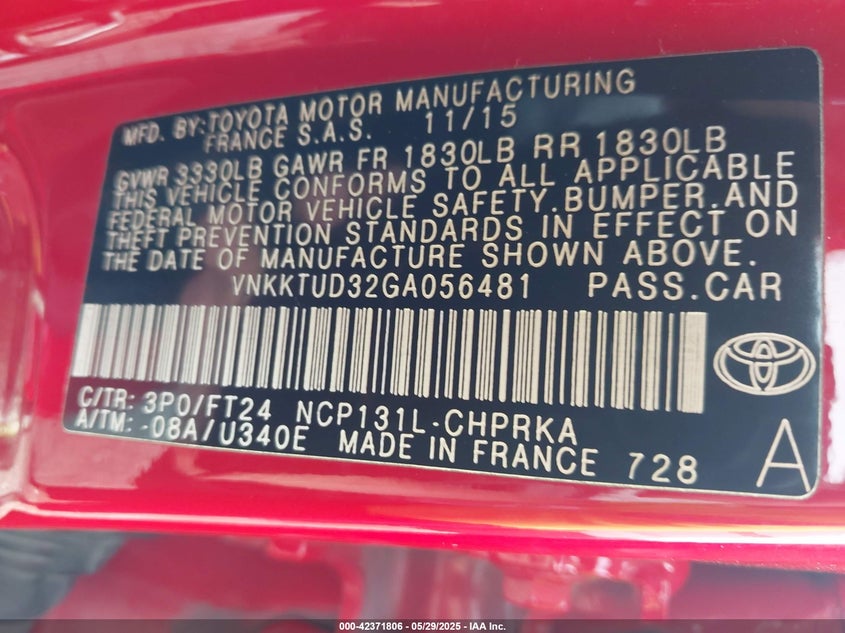 MFD. BY:TOYOTA MOTOR MANUFACTURING
FRANCE S.A.S. 11/15
GVWR 3330LB GAWR FR 1830LB RR 1830LB
THIS VEHICLE CONFORMS TO ALL APPLICABLE
FEDERAL MOTOR VEHICLE SAFETY.BUMPER.AND
THEFT PREVENTION STANDARDS IN EFFECT ON
THE DATE OF MANUFACTURE SHOWN ABOVE.
VNKKTUD32GA056481 PASS.CAR
C/TR: 3P0/FT24 NCP131L-CHPRKA
A/TM: -08A/U340E MADE IN FRANCE 728
A
000-42371806 - 05/29/2025 - IAA Inc.